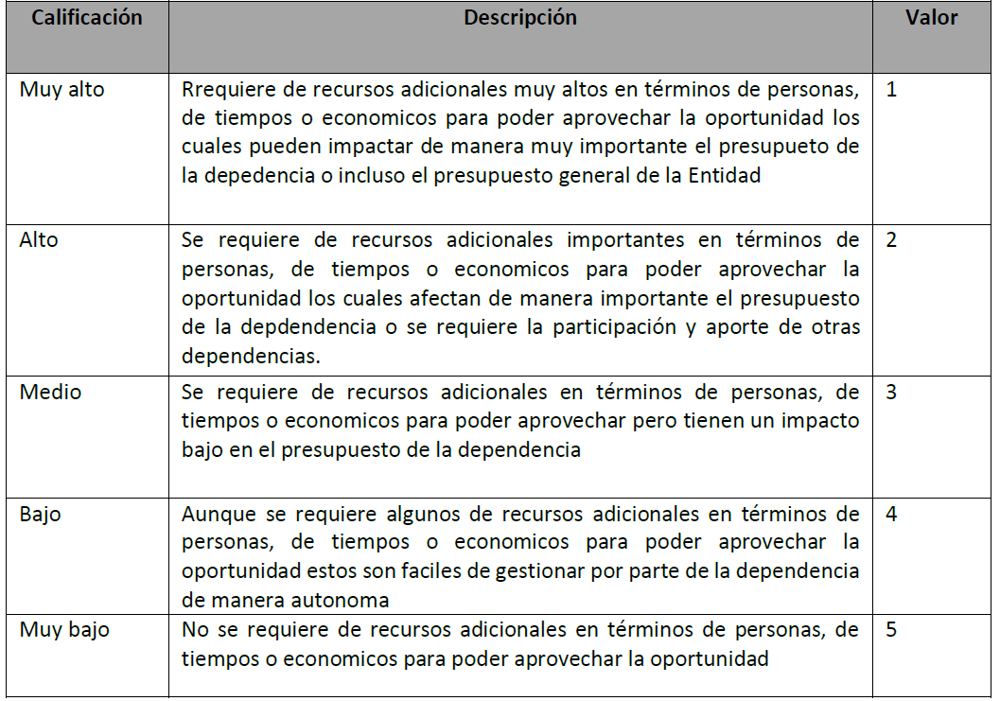 Calificación Descripción Valor
Muy alto Rrequiere de recursos adicionales muy altos en términos de personas, 1
de tiempos o economicos para poder aprovechar la oportunidad los
cuales pueden impactar de manera muy importante el presupueto de
la depedencia o incluso el presupuesto general de la Entidad
Alto Se requiere de recursos adicionales importantes en términos de 2
personas, de tiempos o economicos para poder aprovechar la
oportunidad los cuales afectan de manera importante el presupuesto
de la depdendencia o se requiere la participación y aporte de otras
dependencias.
Medio Se requiere de recursos adicionales en términos de personas, de 3
tiempos o economicos para poder aprovechar pero tienen un impacto
bajo en el presupuesto de la dependencia
Bajo Aunque se requiere algunos de recursos adicionales en términos de 4
personas, de tiempos o economicos para poder aprovechar la
oportunidad estos son faciles de gestionar por parte de la dependencia
de manera autonoma
Muy bajo No se requiere de recursos adicionales en términos de personas, de 5
tiempos o economicos para poder aprovechar la oportunidad